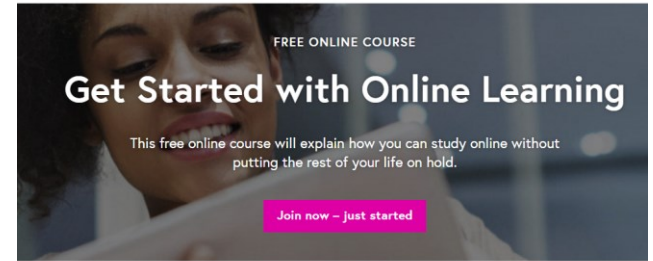 FREE ONLINE COURSE
Get Started with Online Learning
This free online course will explain how you can study online without
putting the rest of your life on hold.
Join now – just started